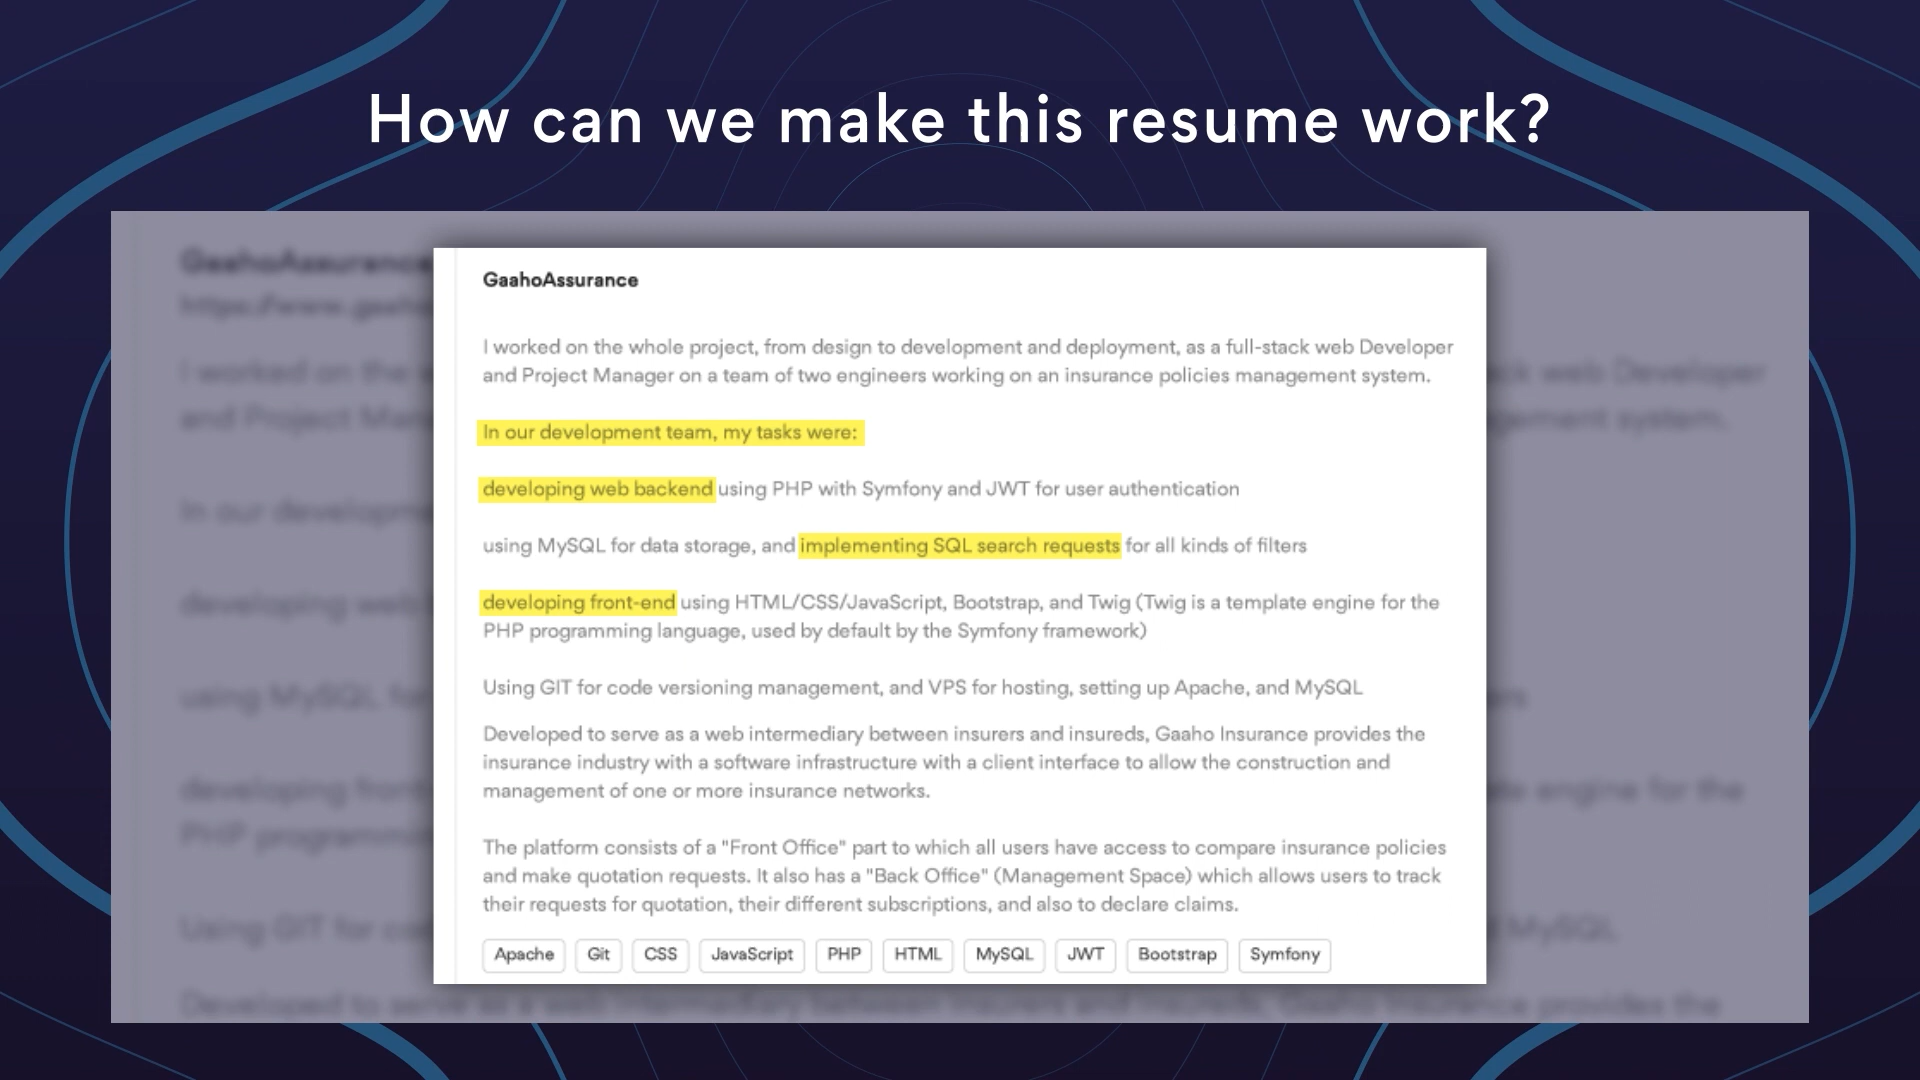 How can we make this resume work?
GaahoAssurance
I worked on the whole project, from design to development and deployment, as a full-stack web Developer
and Project Manager on a team of two engineers working on an insurance policies management system.
In our development team, my tasks were:
developing web backend using PHP with Symfony and JWT for user authentication
using MySQL for data storage, and implementing SQL search requests for all kinds of filters
developing front-end using HTML/CSS/JavaScript, Bootstrap, and Twig (Twig is a template engine for the
PHP programming language, used by default by the Symfony framework)
Using GIT for code versioning management, and VPS for hosting, setting up Apache, and MySQL
Developed to serve as a web intermediary between insurers and insureds, Gaaho Insurance provides the
insurance industry with a software infrastructure with a client interface to allow the construction and
management of one or more insurance networks.
The platform consists of a "Front Office" part to which all users have access to compare insurance policies
and make quotation requests. It also has a "Back Office" (Management Space) which allows users to track
their requests for quotation, their different subscriptions, and also to declare claims.
Apache Git CSS JavaScript PHP HTML MySQL JWT Bootstrap Symfony